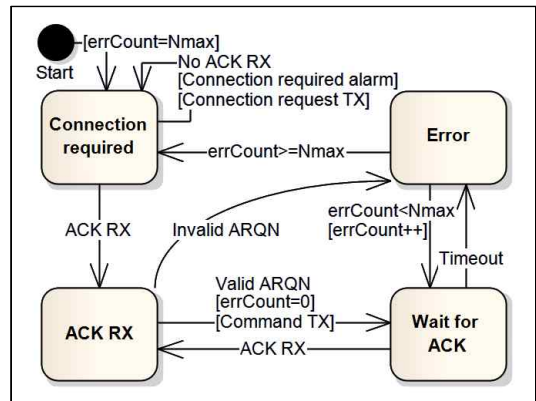 [errCount=Nmax]
Start
No ACK RX
[Connection required alarm]
[Connection request TX]
Connection
required
Error
errCount>=Nmax
ACK RX
Invalid ARQN
errCount<Nmax
[errCount++]
Timeout
Valid ARQN
[errCount=0]
[Command TX]
ACK RX
ACK RX
Wait for
ACK